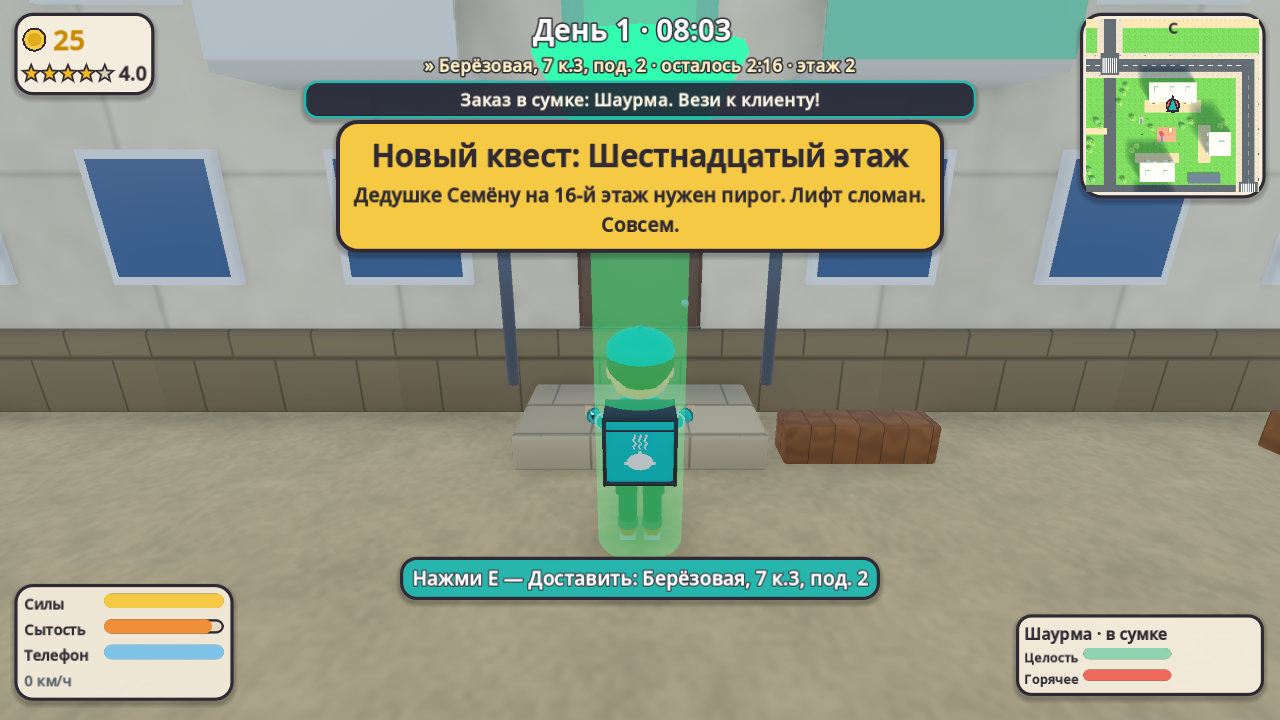 25
4.0
День 1 · 08:03
» Берёзовая, 7 к.3, под. 2 · осталось 2:16 · этаж 2
Заказ в сумке: Шаурма. Вези к клиенту!
Новый квест: Шестнадцатый этаж
Дедушке Семёну на 16-й этаж нужен пирог. Лифт сломан.
Совсем.
С
Нажми E — Доставить: Берёзовая, 7 к.3, под. 2
Силы
Сытость
Телефон
0 км/ч
Шаурма · в сумке
Целость
Горячее